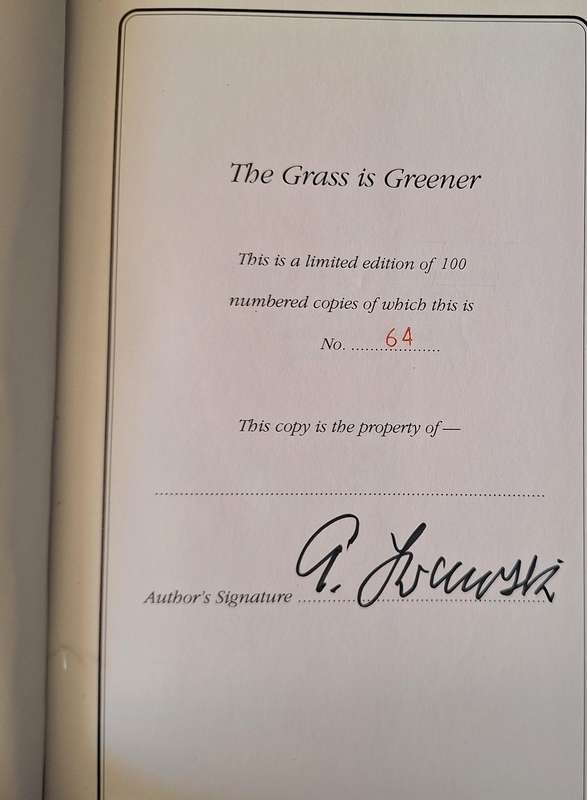 The Grass is Greener
This is a limited edition of 100
numbered copies of which this is
No. ...............64.........
This copy is the property of—
Author's Signature